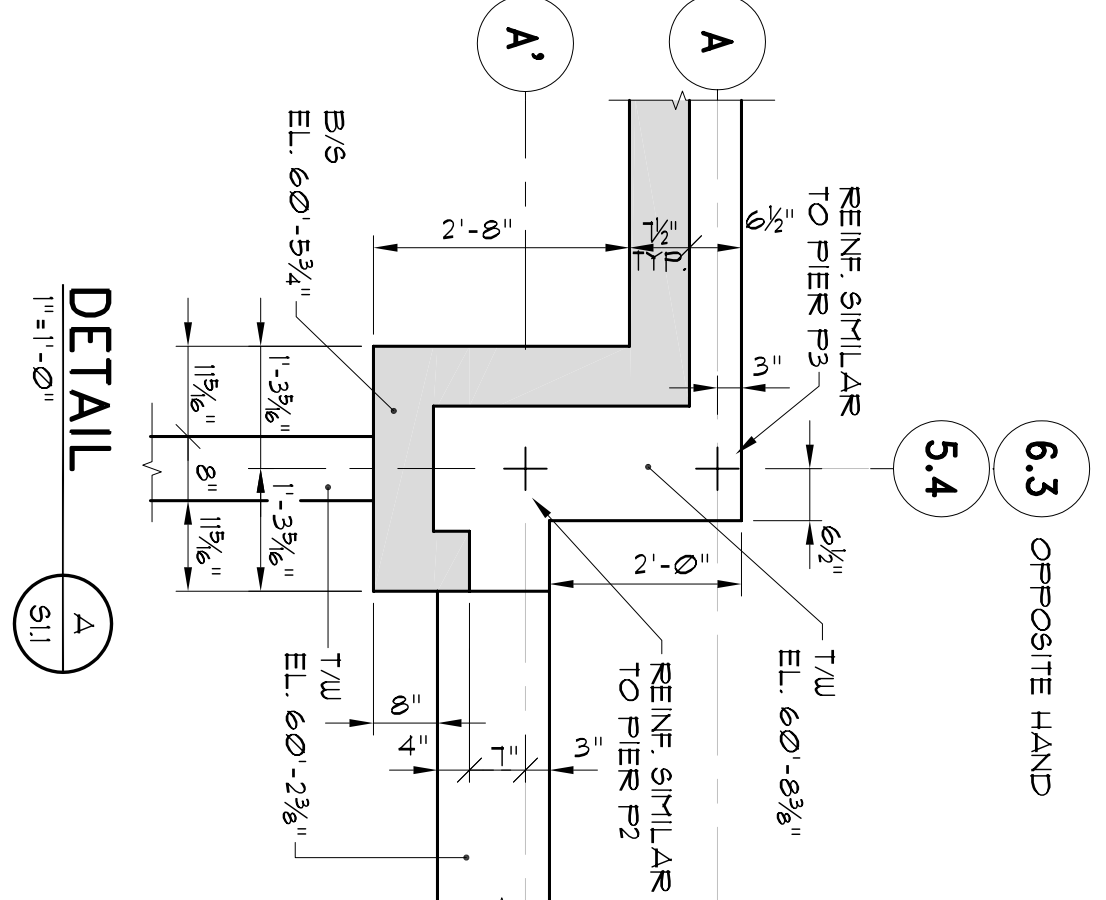 A'
A
B/S
EL. 60'-5¾"
2'-8"
7½"
TYP.
6½"
REINF. SIMILAR
TO PIER P3
3"
6.3
5.4
OPPOSITE HAND
6½"
2'-0"
1'-3⁵⁄₁₆"
1'-3⁵⁄₁₆"
11⁵⁄₁₆"
8"
11⁵⁄₁₆"
T/W
EL. 60'-8⅜"
REINF. SIMILAR
TO PIER P2
T/W
EL. 60'-2⅜"
8"
4"
7"
3"
DETAIL
1"=1'-0"
A
S1.1